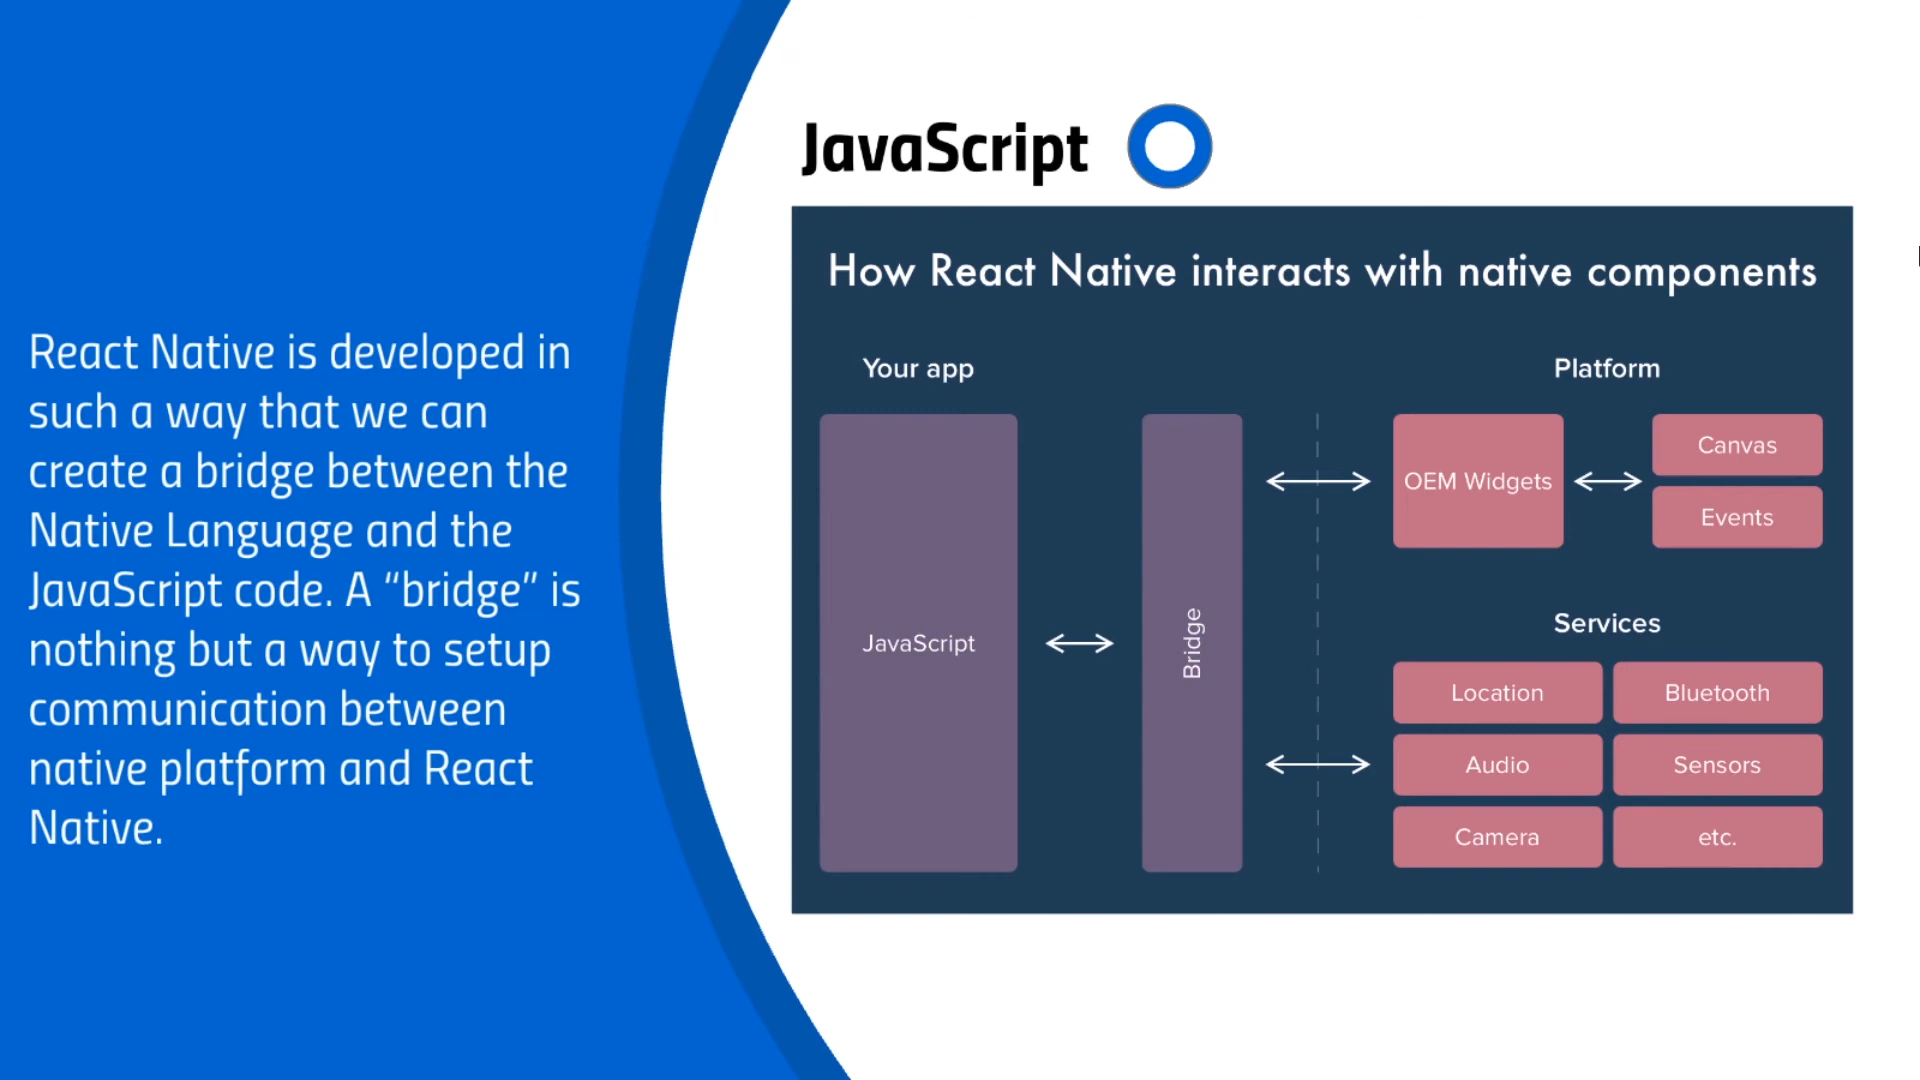 React Native is developed in
such a way that we can
create a bridge between the
Native Language and the
JavaScript code. A “bridge” is
nothing but a way to setup
communication between
native platform and React
Native.
JavaScript
How React Native interacts with native components
Your app
Platform
JavaScript
Bridge
OEM Widgets
Canvas
Events
Services
Location
Bluetooth
Audio
Sensors
Camera
etc.